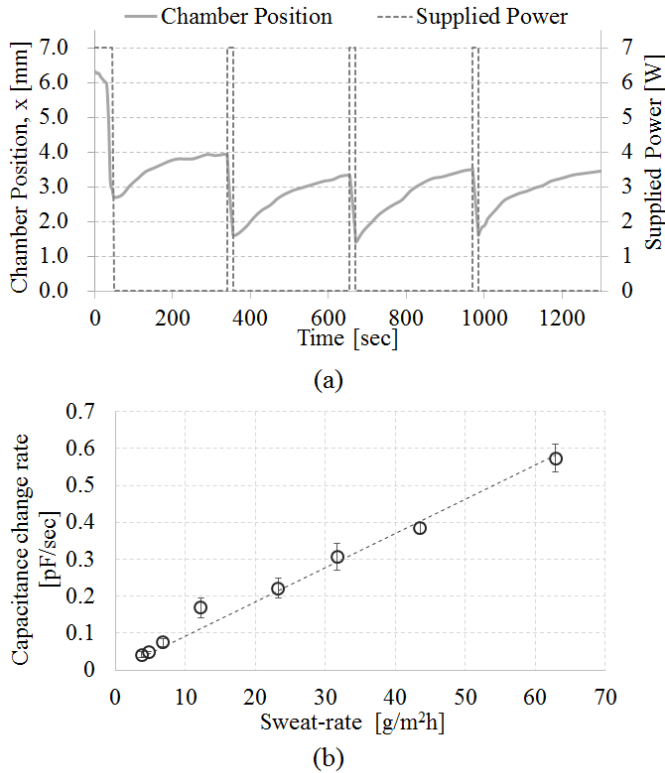 Chamber Position
Supplied Power
Chamber Position, x [mm]
7.0
6.0
5.0
4.0
3.0
2.0
1.0
0.0
7
6
5
4
3
2
1
0
Supplied Power [W]
0 200 400 600 800 1000 1200
Time [sec]
(a)
Capacitance change rate
[pF/sec]
0.7
0.6
0.5
0.4
0.3
0.2
0.1
0
0 10 20 30 40 50 60 70
Sweat-rate [g/m²h]
(b)